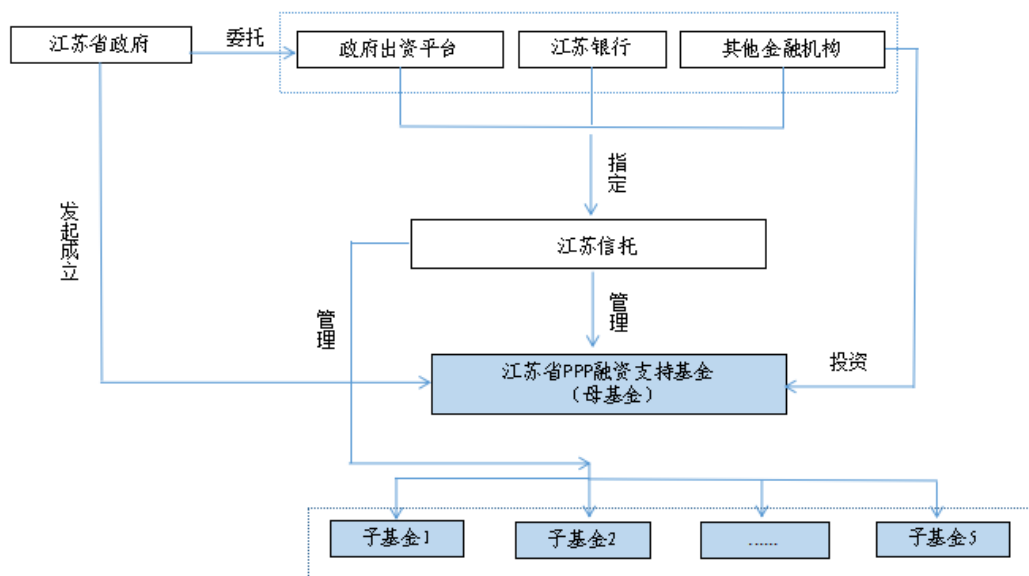 江苏省政府
委托
政府出资平台
江苏银行
其他金融机构
指定
发起成立
江苏信托
管理
管理
江苏省PPP融资支持基金
（母基金）
投资
子基金1
子基金2
......
子基金5